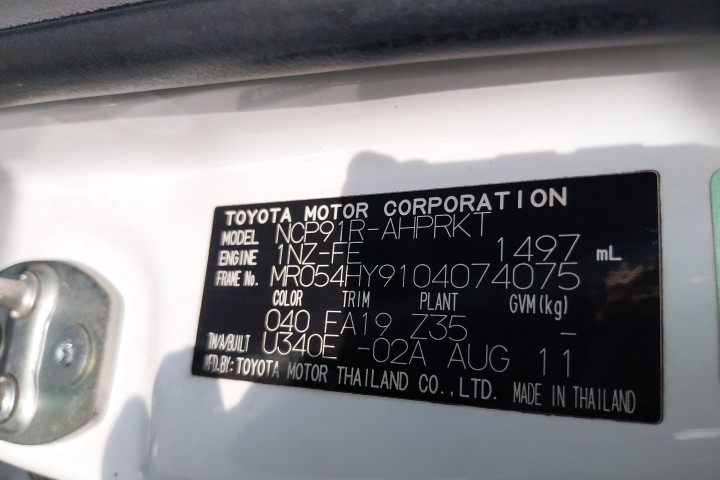 TOYOTA MOTOR CORPORATION
MODEL NCP91R-AHPRKT
ENGINE 1NZ-FE 1497 mL
FRAME No. MR054HY9104074075
COLOR TRIM PLANT GVM(kg)
040 FA19 Z35 -
TM/A/BUILT U340E -02A AUG 11
MFD.BY: TOYOTA MOTOR THAILAND CO.,LTD. MADE IN THAILAND